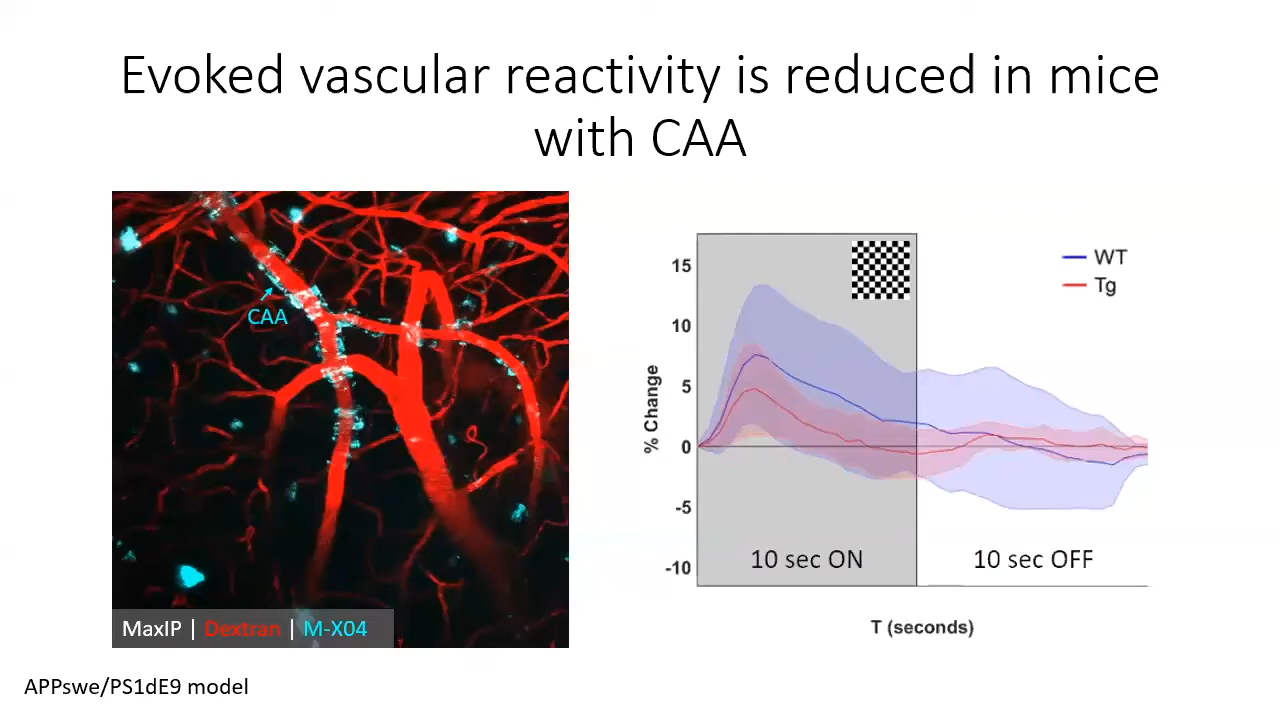 Evoked vascular reactivity is reduced in mice
with CAA
CAA
MaxIP | Dextran | M-X04
APPswe/PS1dE9 model
% Change
15
10
5
0
-5
-10
WT
Tg
10 sec ON
10 sec OFF
T (seconds)